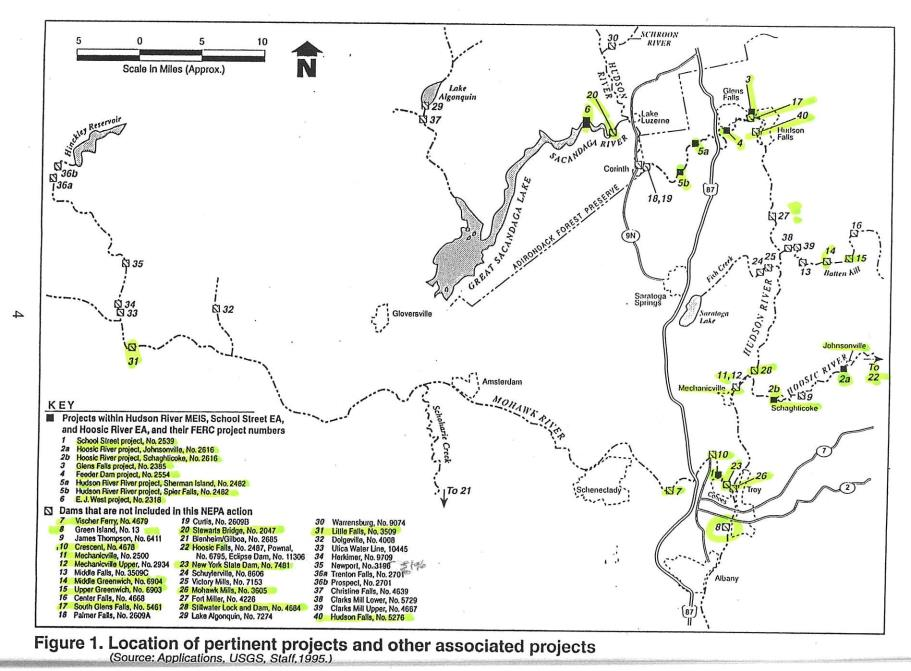 5 0 5 10
Scale in Miles (Approx.)
N
30
SCHROON
RIVER
HUDSON
RIVER
Lake
Algonquin
29
37
Hinckley Reservoir
36b
36a
20
6
Lake
Luzerne
SACANDAGA RIVER
3
Glens
Falls
17
40
Hudson
Falls
4
5a
5b
Corinth
18,19
87
GREAT SACANDAGA LAKE
ADIRONDACK FOREST PRESERVE
9N
27
16
38
39
14
15
13
Batten Kill
24
25
Fish Creek
35
34
33
32
31
Gloversville
Saratoga
Springs
Saratoga
Lake
HUDSON RIVER
4
Johnsonville
To
22
HOOSIC RIVER
2a
28
11,12
Mechanicville
2b
9
Schaghticoke
Amsterdam
MOHAWK RIVER
Schoharie Creek
To 21
Schenectady
7
10
1
23
26
Cohoes
Troy
7
2
8
Albany
87
KEY
Projects within Hudson River MEIS, School Street EA,
and Hoosic River EA, and their FERC project numbers
1 School Street project, No. 2539
2a Hoosic River project, Johnsonville, No. 2616
2b Hoosic River project, Schaghticoke, No. 2616
3 Glens Falls project, No. 2385
4 Feeder Dam project, No. 2554
5a Hudson River River project, Sherman Island, No. 2482
5b Hudson River River project, Spier Falls, No. 2482
6 E. J. West project, No. 2318
Dams that are not included in this NEPA action
7 Vischer Ferry, No. 4679
8 Green Island, No. 13
9 James Thompson, No. 6411
10 Crescent, No. 4678
11 Mechanicville, No. 2500
12 Mechanicville Upper, No. 2934
13 Middle Falls, No. 3509C
14 Middle Greenwich, No. 6904
15 Upper Greenwich, No. 6903
16 Center Falls, No. 4668
17 South Glens Falls, No. 5461
18 Palmer Falls, No. 2609A
19 Curtis, No. 2609B
20 Stewarts Bridge, No. 2047
21 Blenheim/Gilboa, No. 2685
22 Hoosic Falls, No. 2487, Pownal,
No. 6795, Eclipse Dam, No. 11306
23 New York State Dam, No. 7481
24 Schuylerville, No. 8606
25 Victory Mills, No. 7153
26 Mohawk Mills, No. 3605
27 Fort Miller, No. 4226
28 Stillwater Lock and Dam, No. 4684
29 Lake Algonquin, No. 7274
30 Warrensburg, No. 9074
31 Little Falls, No. 3509
32 Dolgeville, No. 4008
33 Utica Water Line, 10445
34 Herkimer, No. 9709
35 Newport, No. 3196
36a Trenton Falls, No. 2701
36b Prospect, No. 2701
37 Christine Falls, No. 4639
38 Clarks Mill Lower, No. 5729
39 Clarks Mill Upper, No. 4667
40 Hudson Falls, No. 5276
Figure 1. Location of pertinent projects and other associated projects
(Source: Applications, USGS, Staff, 1995.)